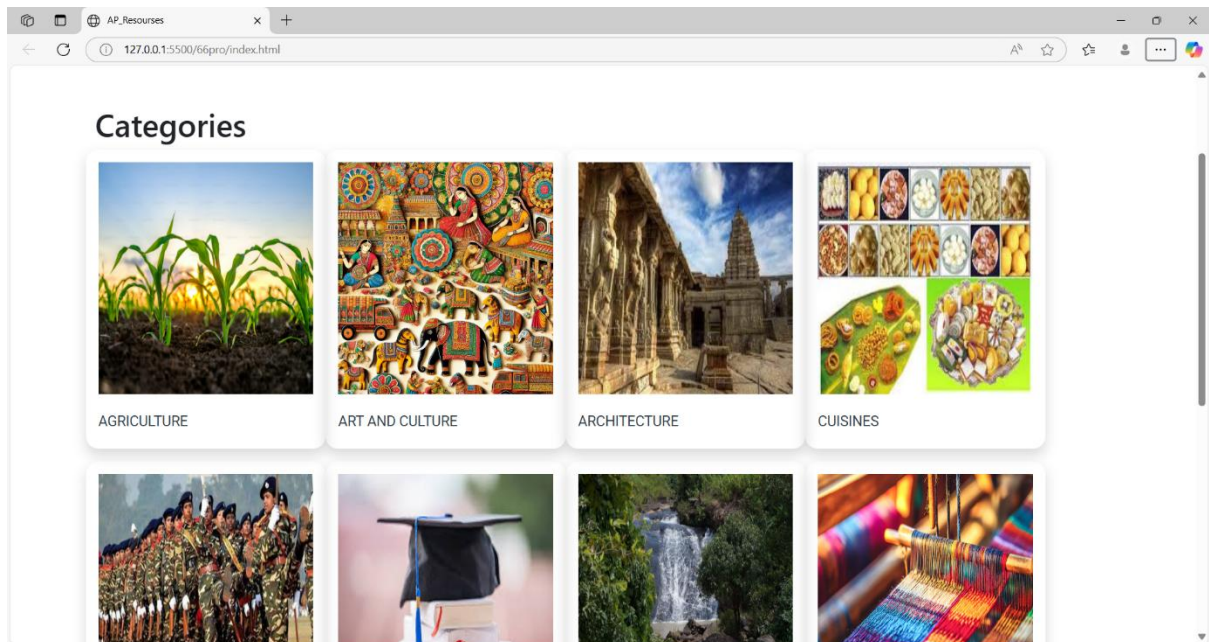 AP_Resourses
127.0.0.1:5500/66pro/index.html
Categories
AGRICULTURE
ART AND CULTURE
ARCHITECTURE
CUISINES